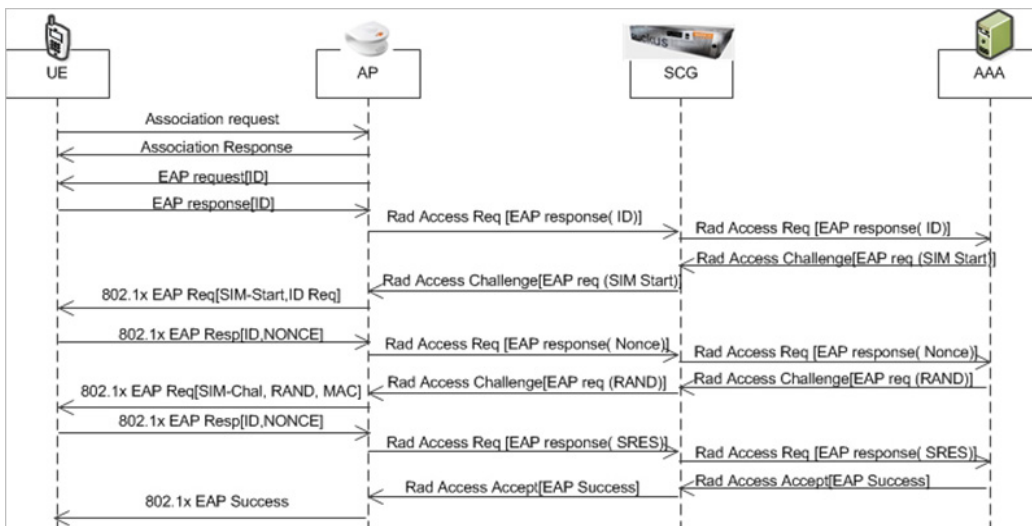 UE
AP
SCG
AAA
Association request
Association Response
EAP request[ID]
EAP response[ID]
Rad Access Req [EAP response( ID)]
Rad Access Req [EAP response( ID)]
Rad Access Challenge[EAP req (SIM Start)]
Rad Access Challenge[EAP req (SIM Start)]
802.1x EAP Req[SIM-Start,ID Req]
802.1x EAP Resp[ID,NONCE]
Rad Access Req [EAP response( Nonce)]
Rad Access Req [EAP response( Nonce)]
Rad Access Challenge[EAP req (RAND)]
Rad Access Challenge[EAP req (RAND)]
802.1x EAP Req[SIM-Chal, RAND, MAC]
802.1x EAP Resp[ID,NONCE]
Rad Access Req [EAP response( SRES)]
Rad Access Req [EAP response( SRES)]
Rad Access Accept[EAP Success]
Rad Access Accept[EAP Success]
802.1x EAP Success